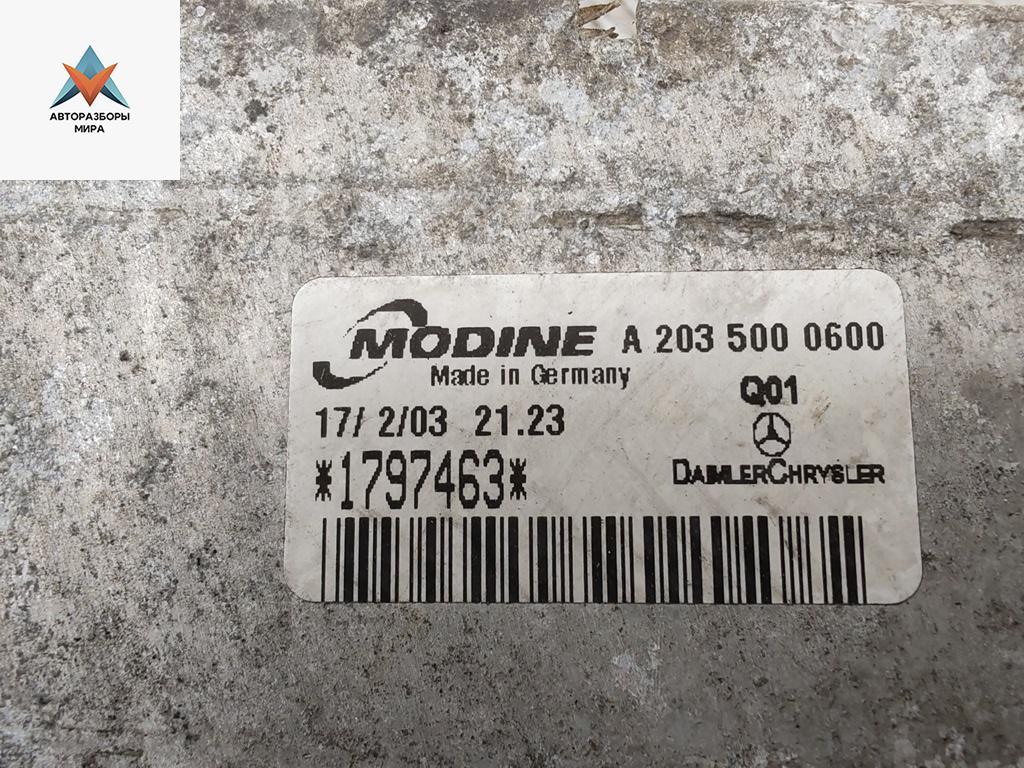 АВТОРАЗБОРЫ
МИРА
MODINE A 203 500 0600
Made in Germany
Q01
17/ 2/03 21.23
*1797463*
DAIMLERCHRYSLER